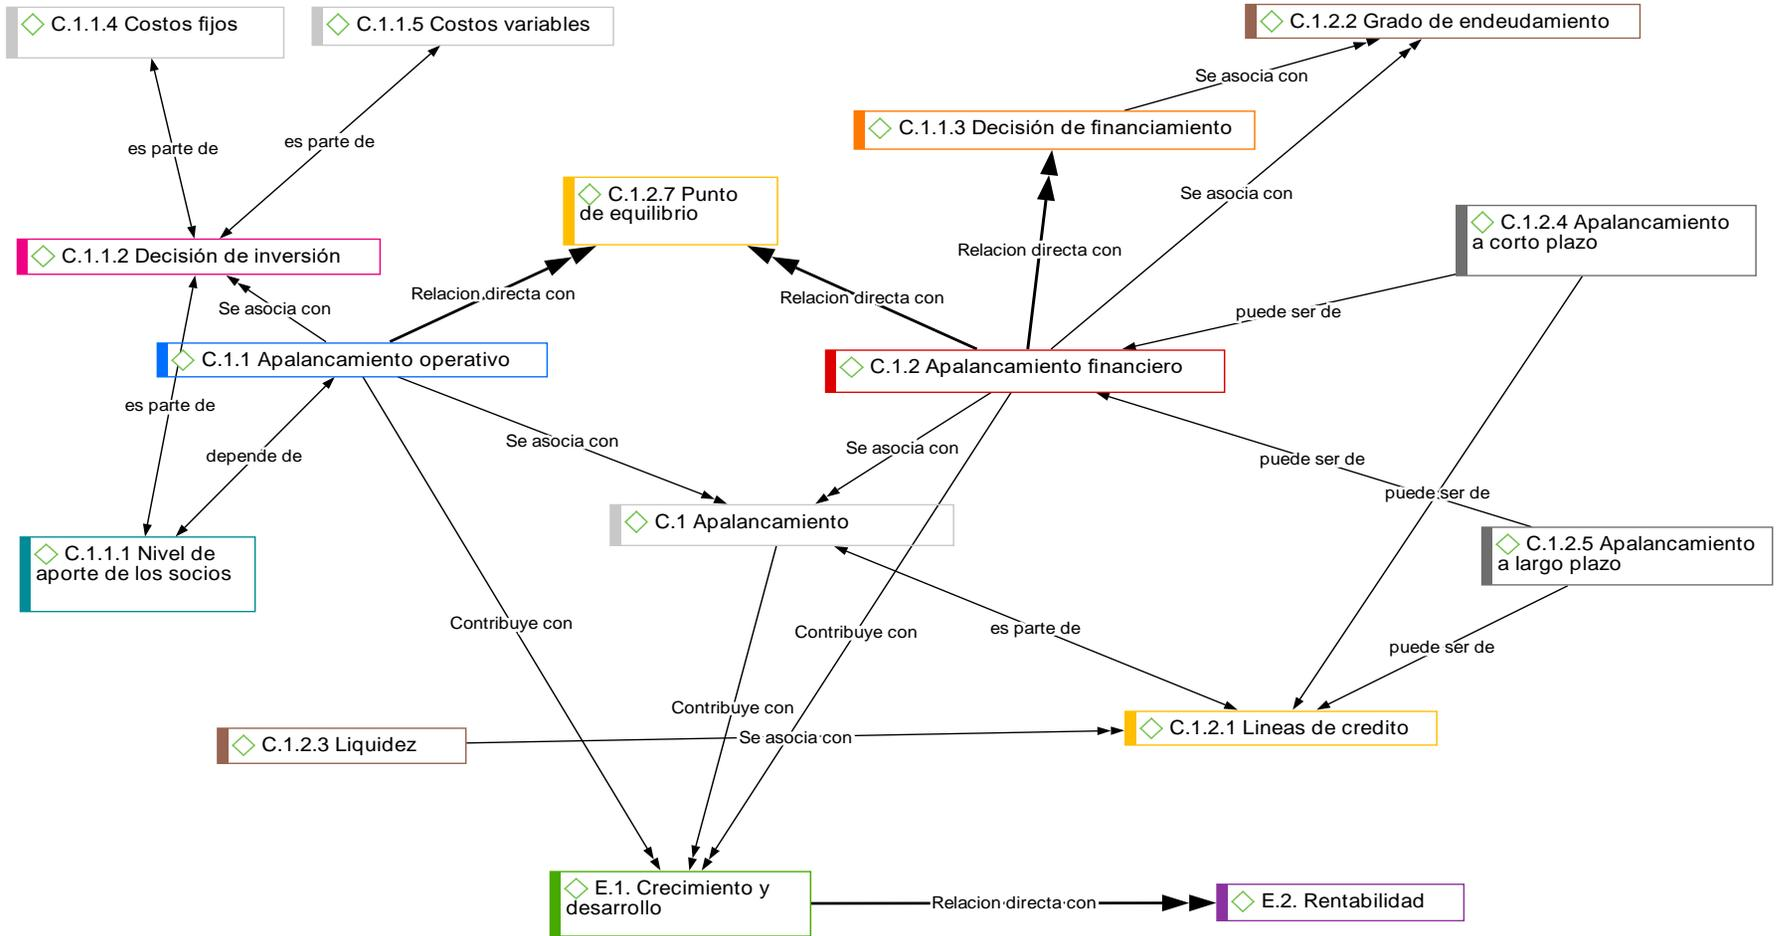 C.1.1.4 Costos fijos
C.1.1.5 Costos variables
C.1.2.2 Grado de endeudamiento
Se asocia con
C.1.1.3 Decisión de financiamiento
es parte de
es parte de
C.1.2.7 Punto
de equilibrio
Se asocia con
C.1.2.4 Apalancamiento
a corto plazo
C.1.1.2 Decisión de inversión
Relacion directa con
Relacion directa con
Relacion directa con
Se asocia con
puede ser de
C.1.1 Apalancamiento operativo
C.1.2 Apalancamiento financiero
es parte de
depende de
Se asocia con
Se asocia con
puede ser de
puede ser de
C.1 Apalancamiento
C.1.1.1 Nivel de
aporte de los socios
C.1.2.5 Apalancamiento
a largo plazo
Contribuye con
Contribuye con
es parte de
puede ser de
Contribuye con
C.1.2.3 Liquidez
Se asocia con
C.1.2.1 Lineas de credito
E.1. Crecimiento y
desarrollo
Relacion directa con
E.2. Rentabilidad